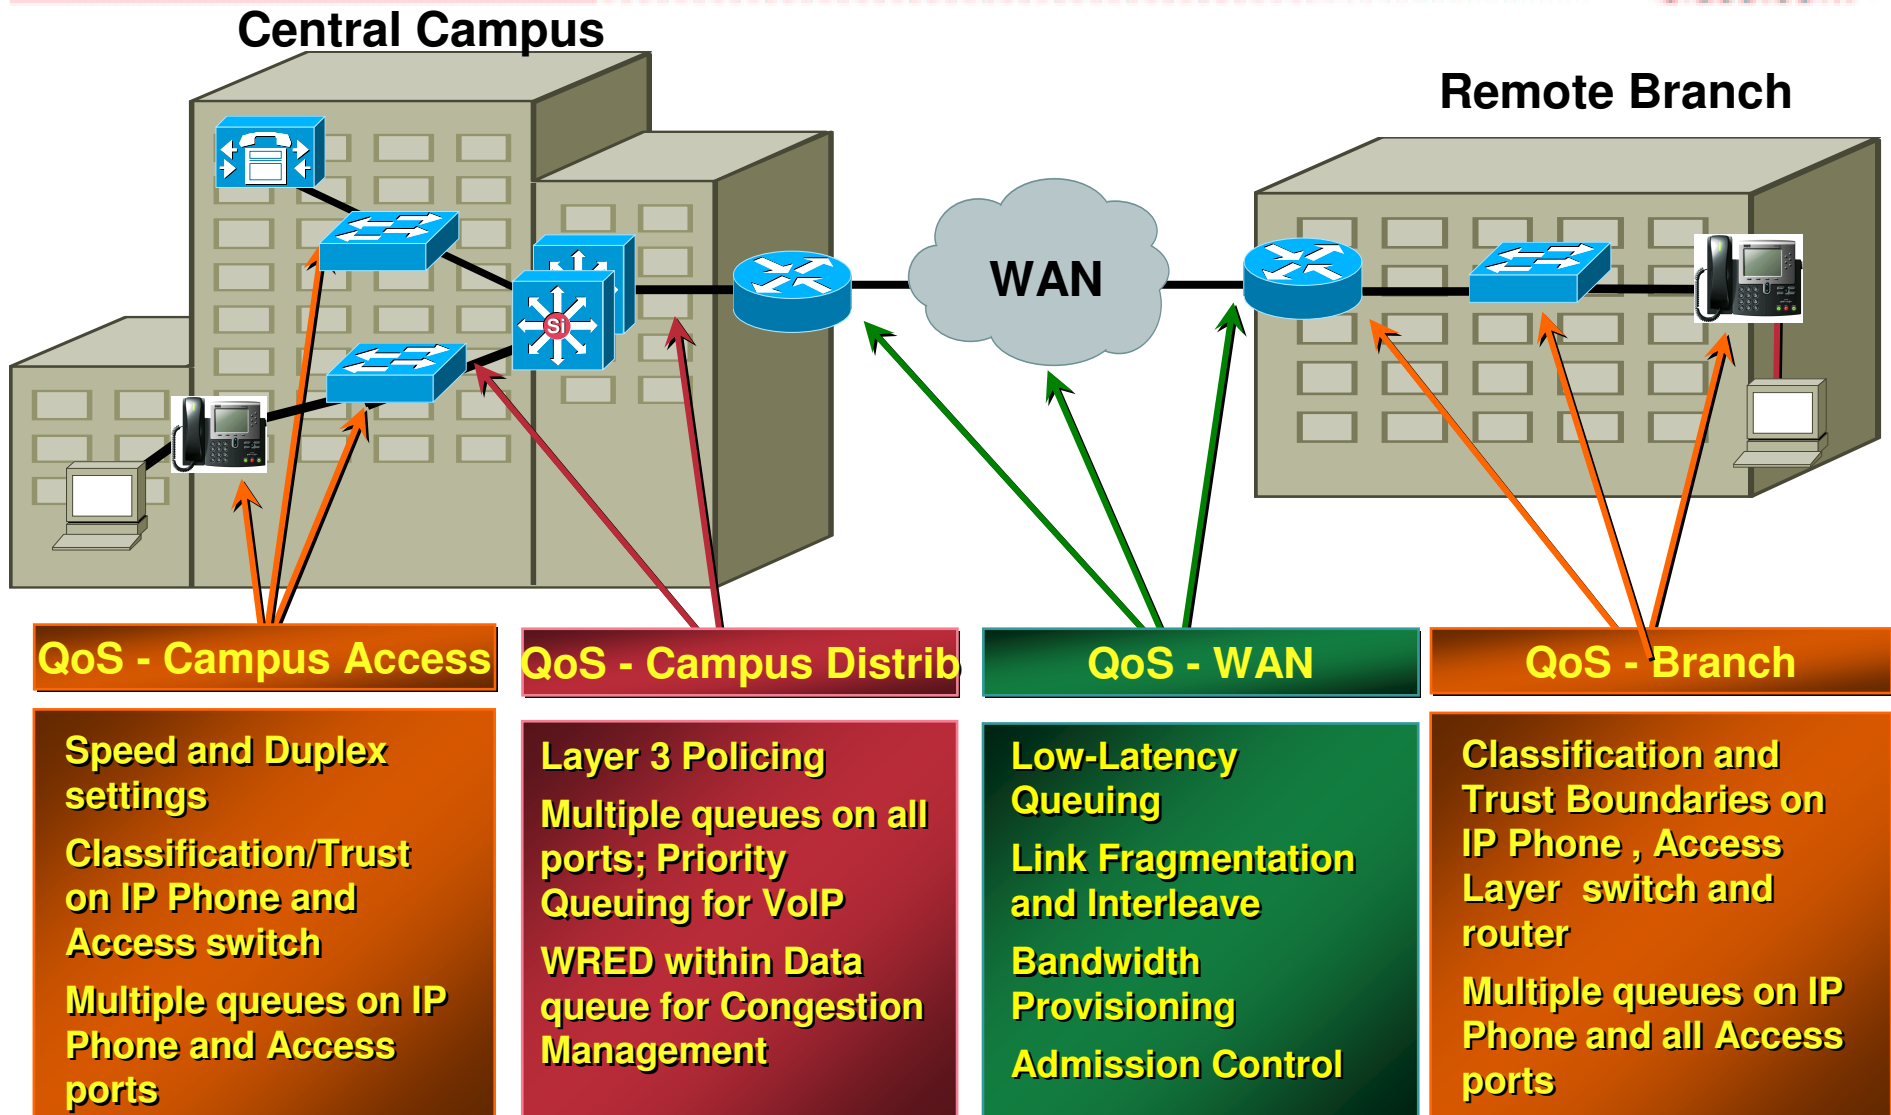 Central Campus
Remote Branch
WAN
Si
QoS - Campus Access
QoS - Campus Distrib
QoS - WAN
QoS - Branch
Speed and Duplex
settings
Classification/Trust
on IP Phone and
Access switch
Multiple queues on IP
Phone and Access
ports
Layer 3 Policing
Multiple queues on all
ports; Priority
Queuing for VoIP
WRED within Data
queue for Congestion
Management
Low-Latency
Queuing
Link Fragmentation
and Interleave
Bandwidth
Provisioning
Admission Control
Classification and
Trust Boundaries on
IP Phone , Access
Layer  switch and
router
Multiple queues on IP
Phone and all Access
ports